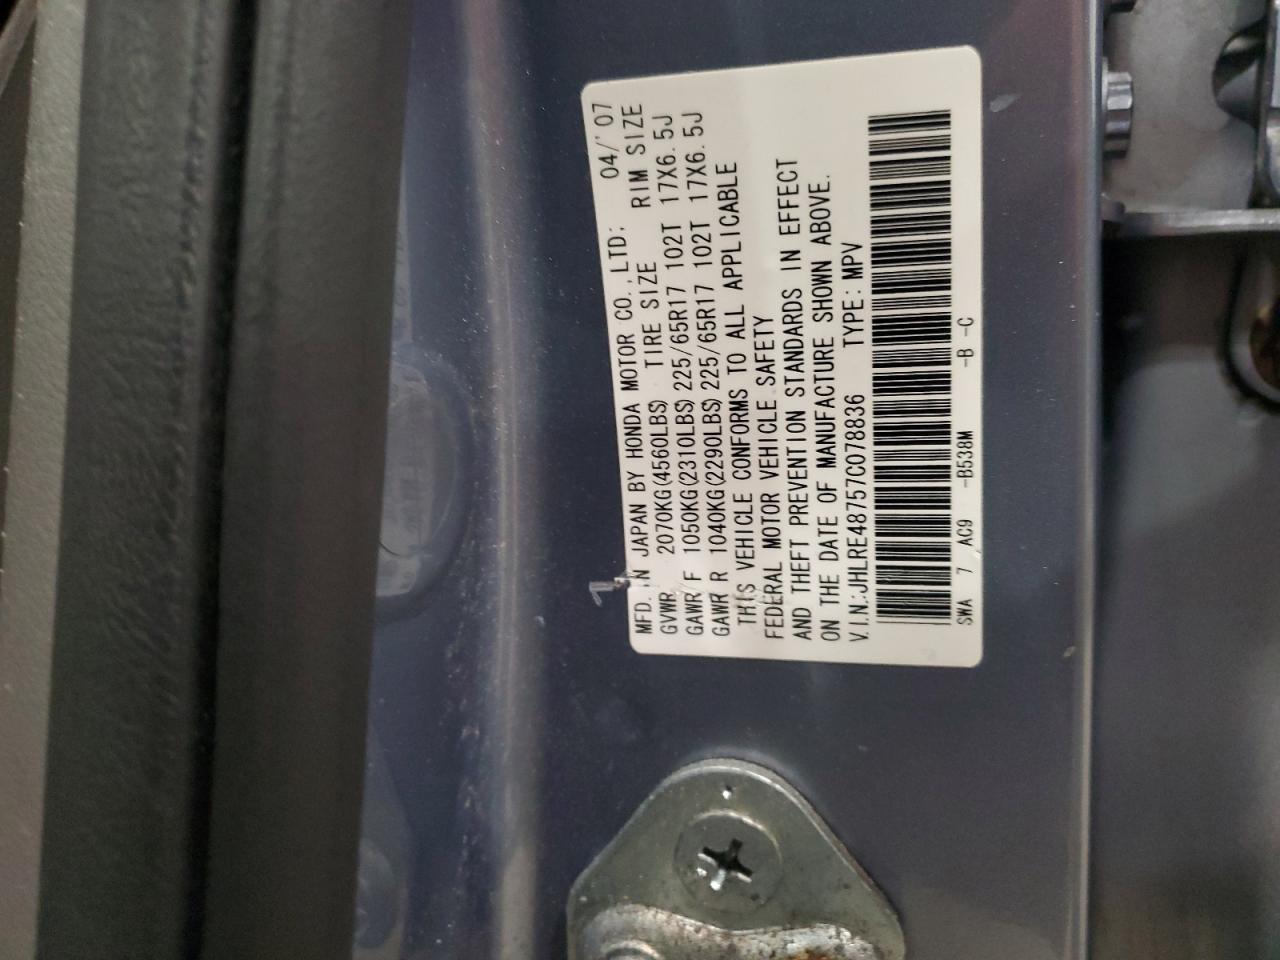 MFD. IN JAPAN BY HONDA MOTOR CO., LTD: 04/'07
GVWR 2070KG(4560LBS) TIRE SIZE RIM SIZE
GAWR F 1050KG(2310LBS) 225/65R17 102T 17X6.5J
GAWR R 1040KG(2290LBS) 225/65R17 102T 17X6.5J
THIS VEHICLE CONFORMS TO ALL APPLICABLE
FEDERAL MOTOR VEHICLE SAFETY
AND THEFT PREVENTION STANDARDS IN EFFECT
ON THE DATE OF MANUFACTURE SHOWN ABOVE.
V.I.N.:JHLRE48757C078836 TYPE: MPV
SWA 7 AC9 -B538M -B -C